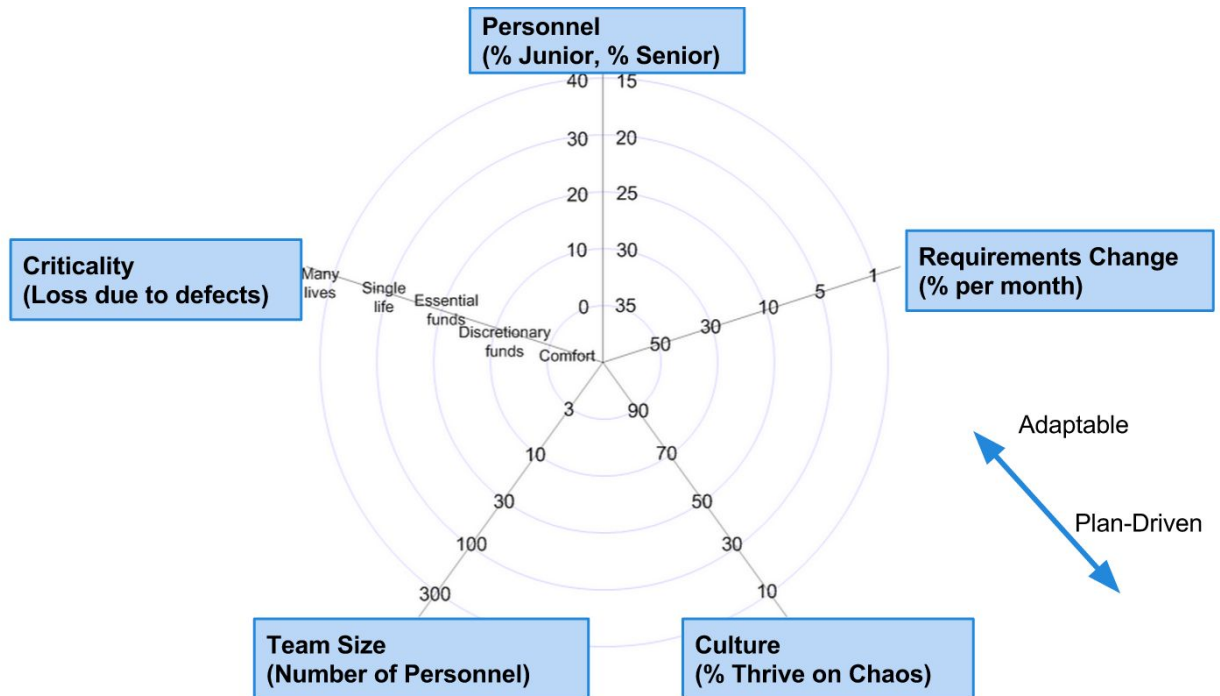 Personnel
(% Junior, % Senior)
40 15
30 20
20 25
10 30
0 35
Criticality
(Loss due to defects)
Many
lives
Single
life
Essential
funds
Discretionary
funds
Comfort
Requirements Change
(% per month)
50
30
10
5
1
Adaptable
Plan-Driven
3
10
30
100
300
90
70
50
30
10
Team Size
(Number of Personnel)
Culture
(% Thrive on Chaos)